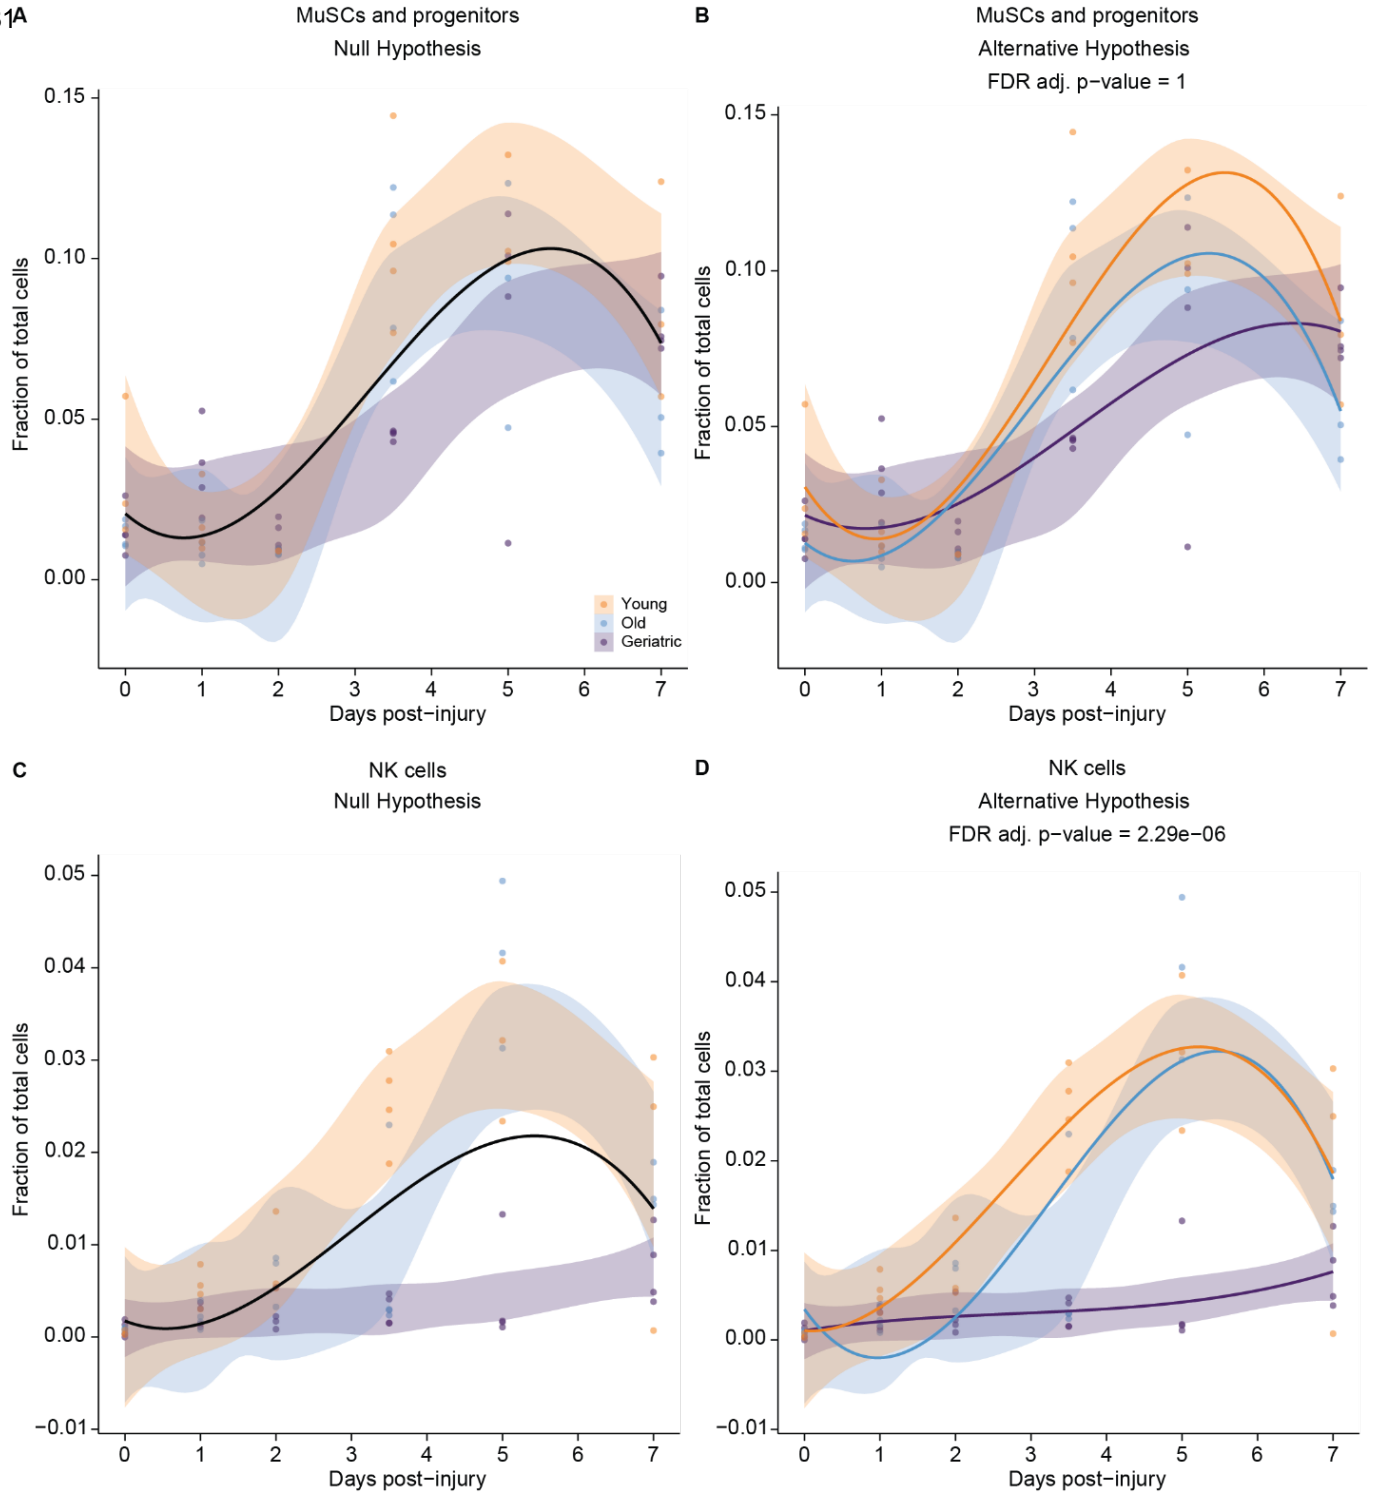 A
MuSCs and progenitors
Null Hypothesis
0.15
0.10
0.05
0.00
Fraction of total cells
Young
Old
Geriatric
0 1 2 3 4 5 6 7
Days post−injury
B
MuSCs and progenitors
Alternative Hypothesis
FDR adj. p−value = 1
0.15
0.10
0.05
0.00
Fraction of total cells
0 1 2 3 4 5 6 7
Days post−injury
C
NK cells
Null Hypothesis
0.05
0.04
0.03
0.02
0.01
0.00
−0.01
Fraction of total cells
0 1 2 3 4 5 6 7
Days post−injury
D
NK cells
Alternative Hypothesis
FDR adj. p−value = 2.29e−06
0.05
0.04
0.03
0.02
0.01
0.00
−0.01
Fraction of total cells
0 1 2 3 4 5 6 7
Days post−injury